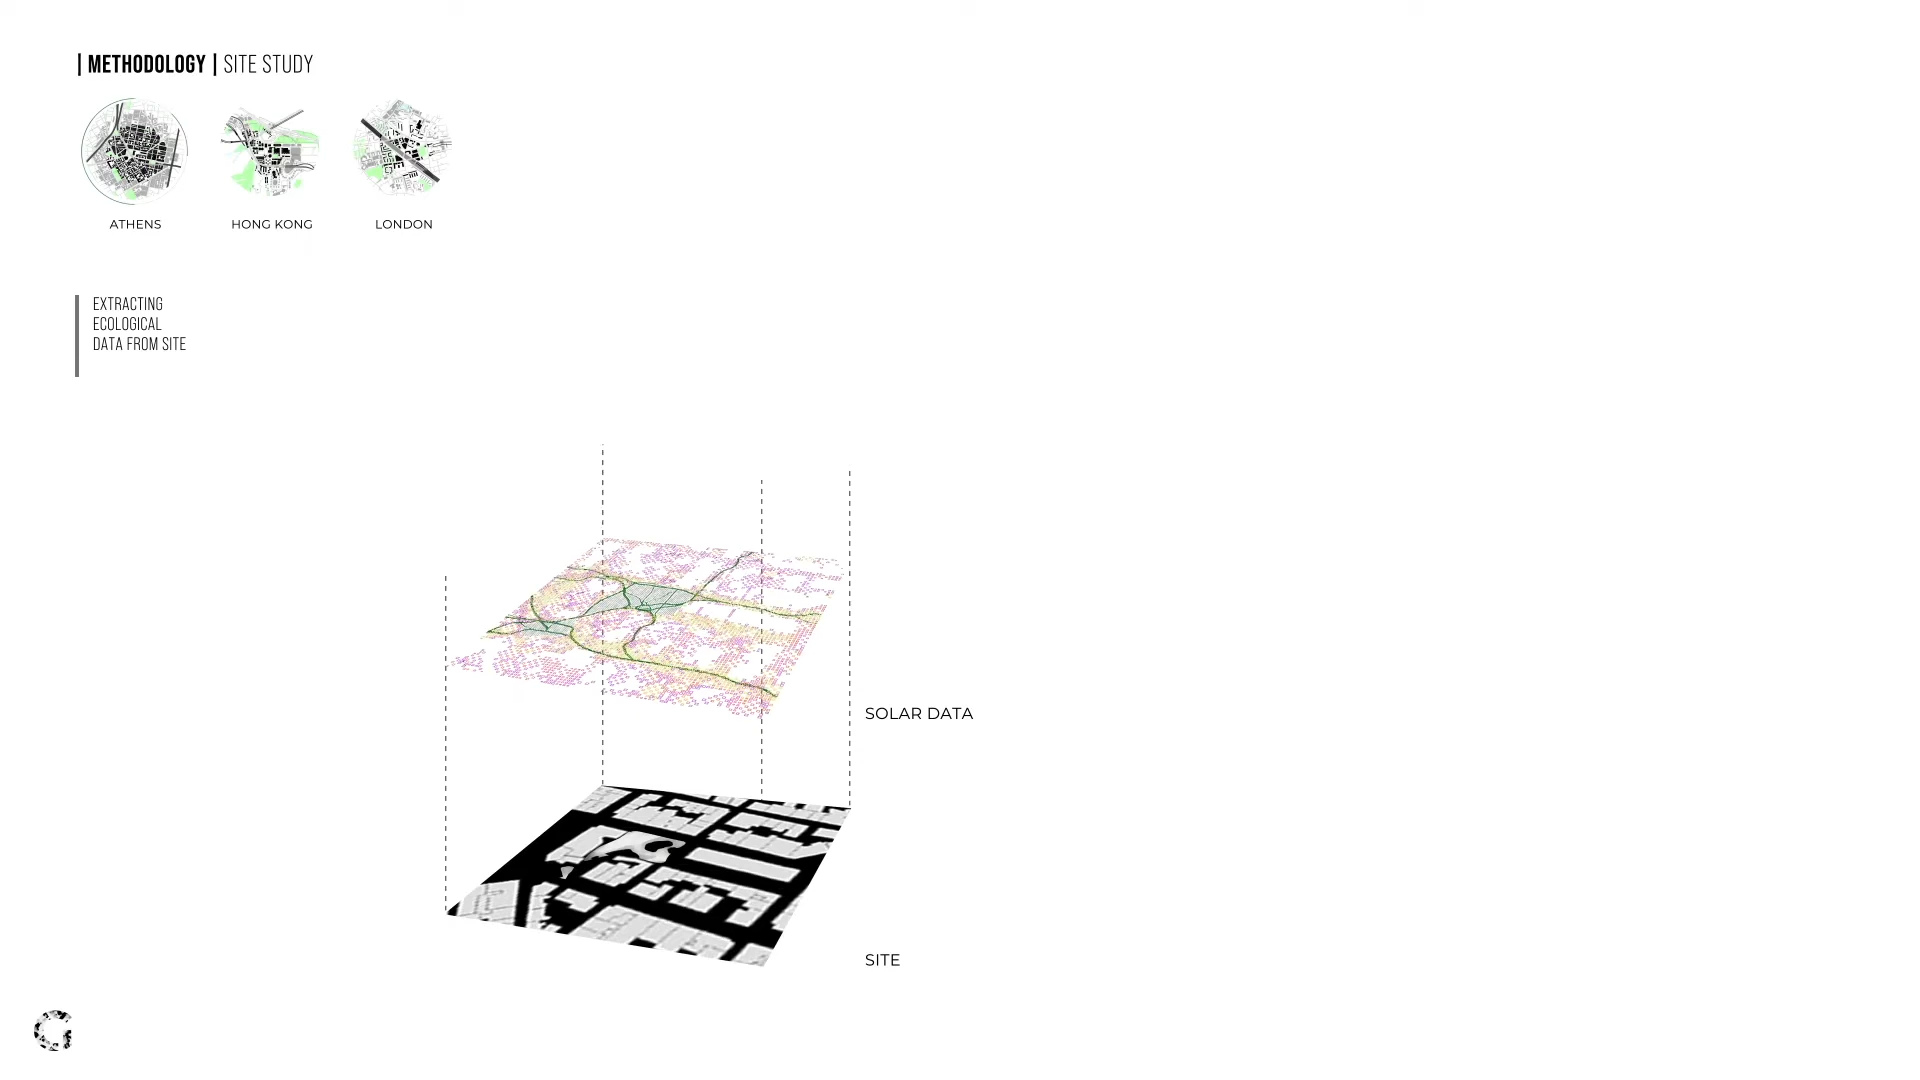 | METHODOLOGY | SITE STUDY
ATHENS
HONG KONG
LONDON
EXTRACTING
ECOLOGICAL
DATA FROM SITE
SOLAR DATA
SITE
G